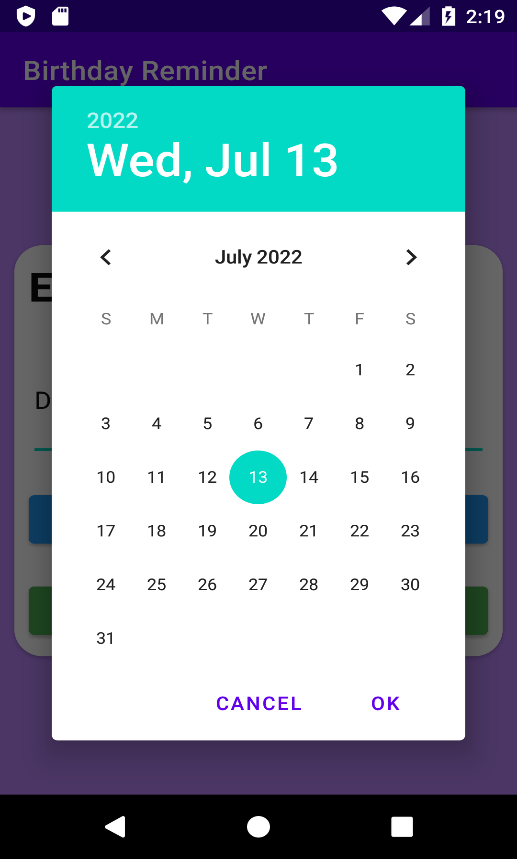 2:19
Birthday Reminder
2022
Wed, Jul 13
July 2022
S M T W T F S
1 2
3 4 5 6 7 8 9
10 11 12 13 14 15 16
17 18 19 20 21 22 23
24 25 26 27 28 29 30
31
CANCEL OK